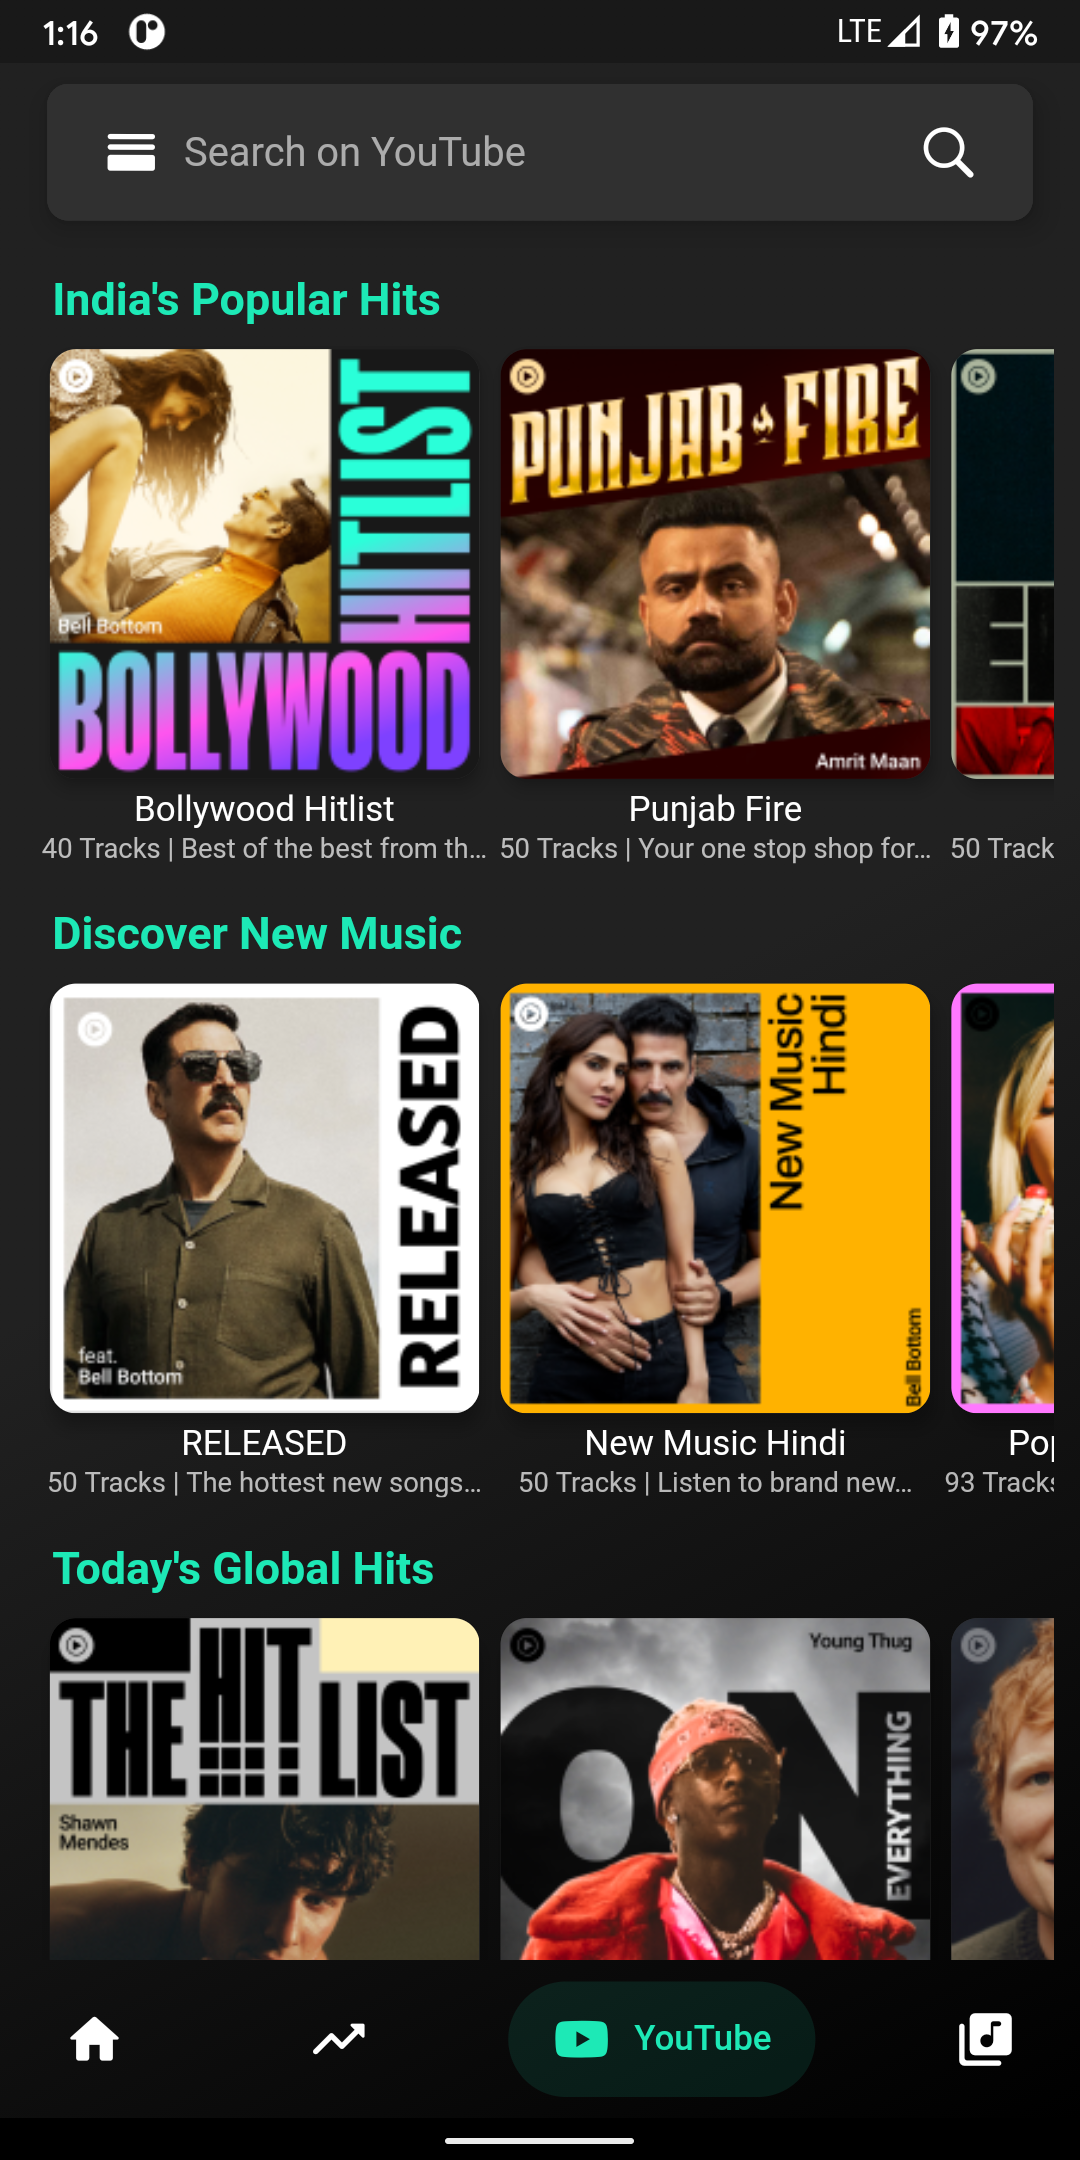 1:16
LTE
97%
Search on YouTube
India's Popular Hits
Bell Bottom
HITLIST
BOLLYWOOD
PUNJAB FIRE
Amrit Maan
Bollywood Hitlist
Punjab Fire
40 Tracks | Best of the best from th...
50 Tracks | Your one stop shop for...
50 Track
Discover New Music
RELEASED
feat.
Bell Bottom
New Music
Hindi
Bell Bottom
RELEASED
New Music Hindi
Pop
50 Tracks | The hottest new songs...
50 Tracks | Listen to brand new...
93 Tracks
Today's Global Hits
THE HIT LIST
Shawn
Mendes
Young Thug
ON
EVERYTHING
YouTube